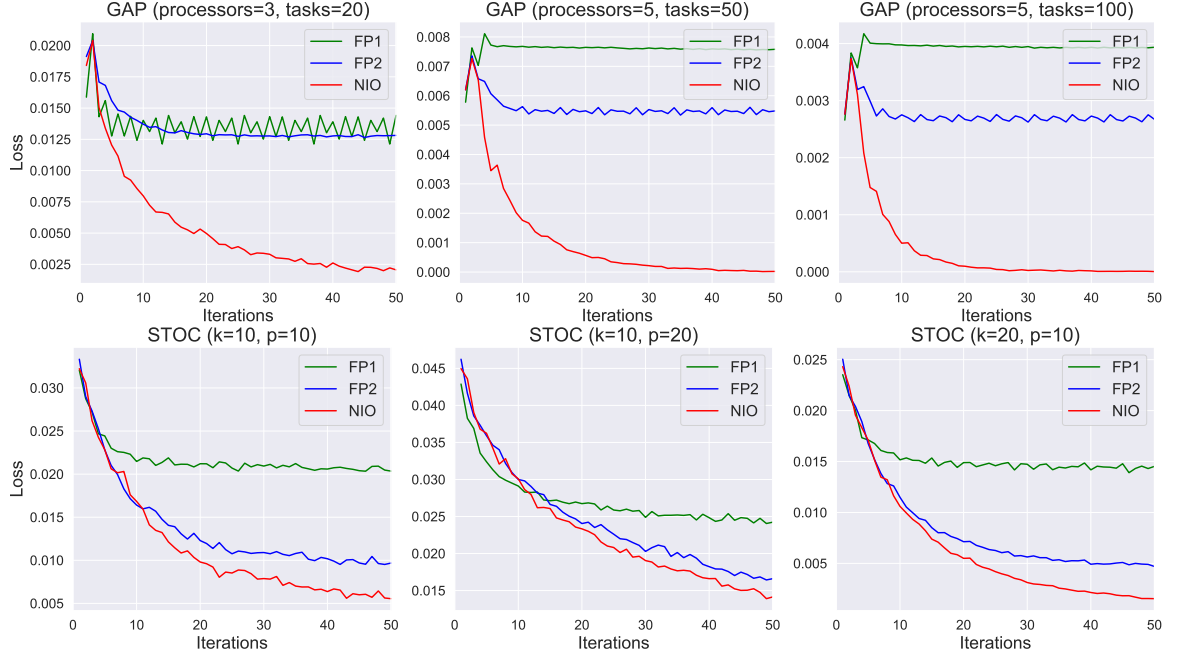 GAP (processors=3, tasks=20)
0.0200
0.0175
0.0150
0.0125
0.0100
0.0075
0.0050
0.0025
Loss
FP1
FP2
NIO
0 10 20 30 40 50
Iterations
GAP (processors=5, tasks=50)
0.008
0.007
0.006
0.005
0.004
0.003
0.002
0.001
0.000
FP1
FP2
NIO
0 10 20 30 40 50
Iterations
GAP (processors=5, tasks=100)
0.004
0.003
0.002
0.001
0.000
FP1
FP2
NIO
0 10 20 30 40 50
Iterations
STOC (k=10, p=10)
0.030
0.025
0.020
0.015
0.010
0.005
Loss
FP1
FP2
NIO
0 10 20 30 40 50
Iterations
STOC (k=10, p=20)
0.045
0.040
0.035
0.030
0.025
0.020
0.015
FP1
FP2
NIO
0 10 20 30 40 50
Iterations
STOC (k=20, p=10)
0.025
0.020
0.015
0.010
0.005
FP1
FP2
NIO
0 10 20 30 40 50
Iterations